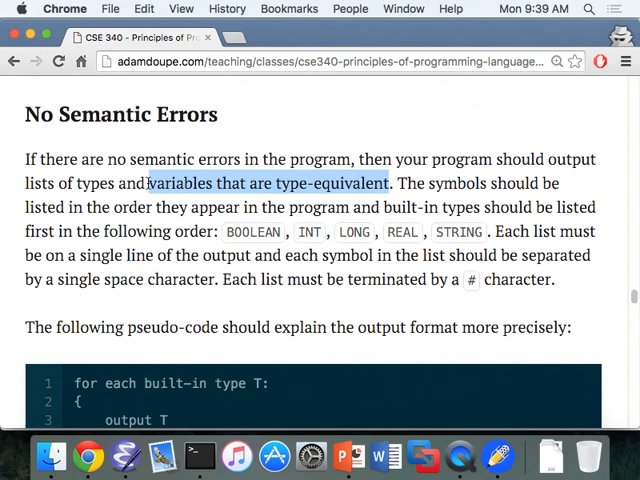 Chrome File Edit View History Bookmarks People Window Help Mon 9:39 AM
CSE 340 - Principles of Progra
adamdoupe.com/teaching/classes/cse340-principles-of-programming-language
No Semantic Errors
If there are no semantic errors in the program, then your program should output
lists of types and variables that are type-equivalent. The symbols should be
listed in the order they appear in the program and built-in types should be listed
first in the following order: BOOLEAN , INT , LONG , REAL , STRING . Each list must
be on a single line of the output and each symbol in the list should be separated
by a single space character. Each list must be terminated by a # character.
The following pseudo-code should explain the output format more precisely:
1 for each built-in type T:
2 {
3 output T